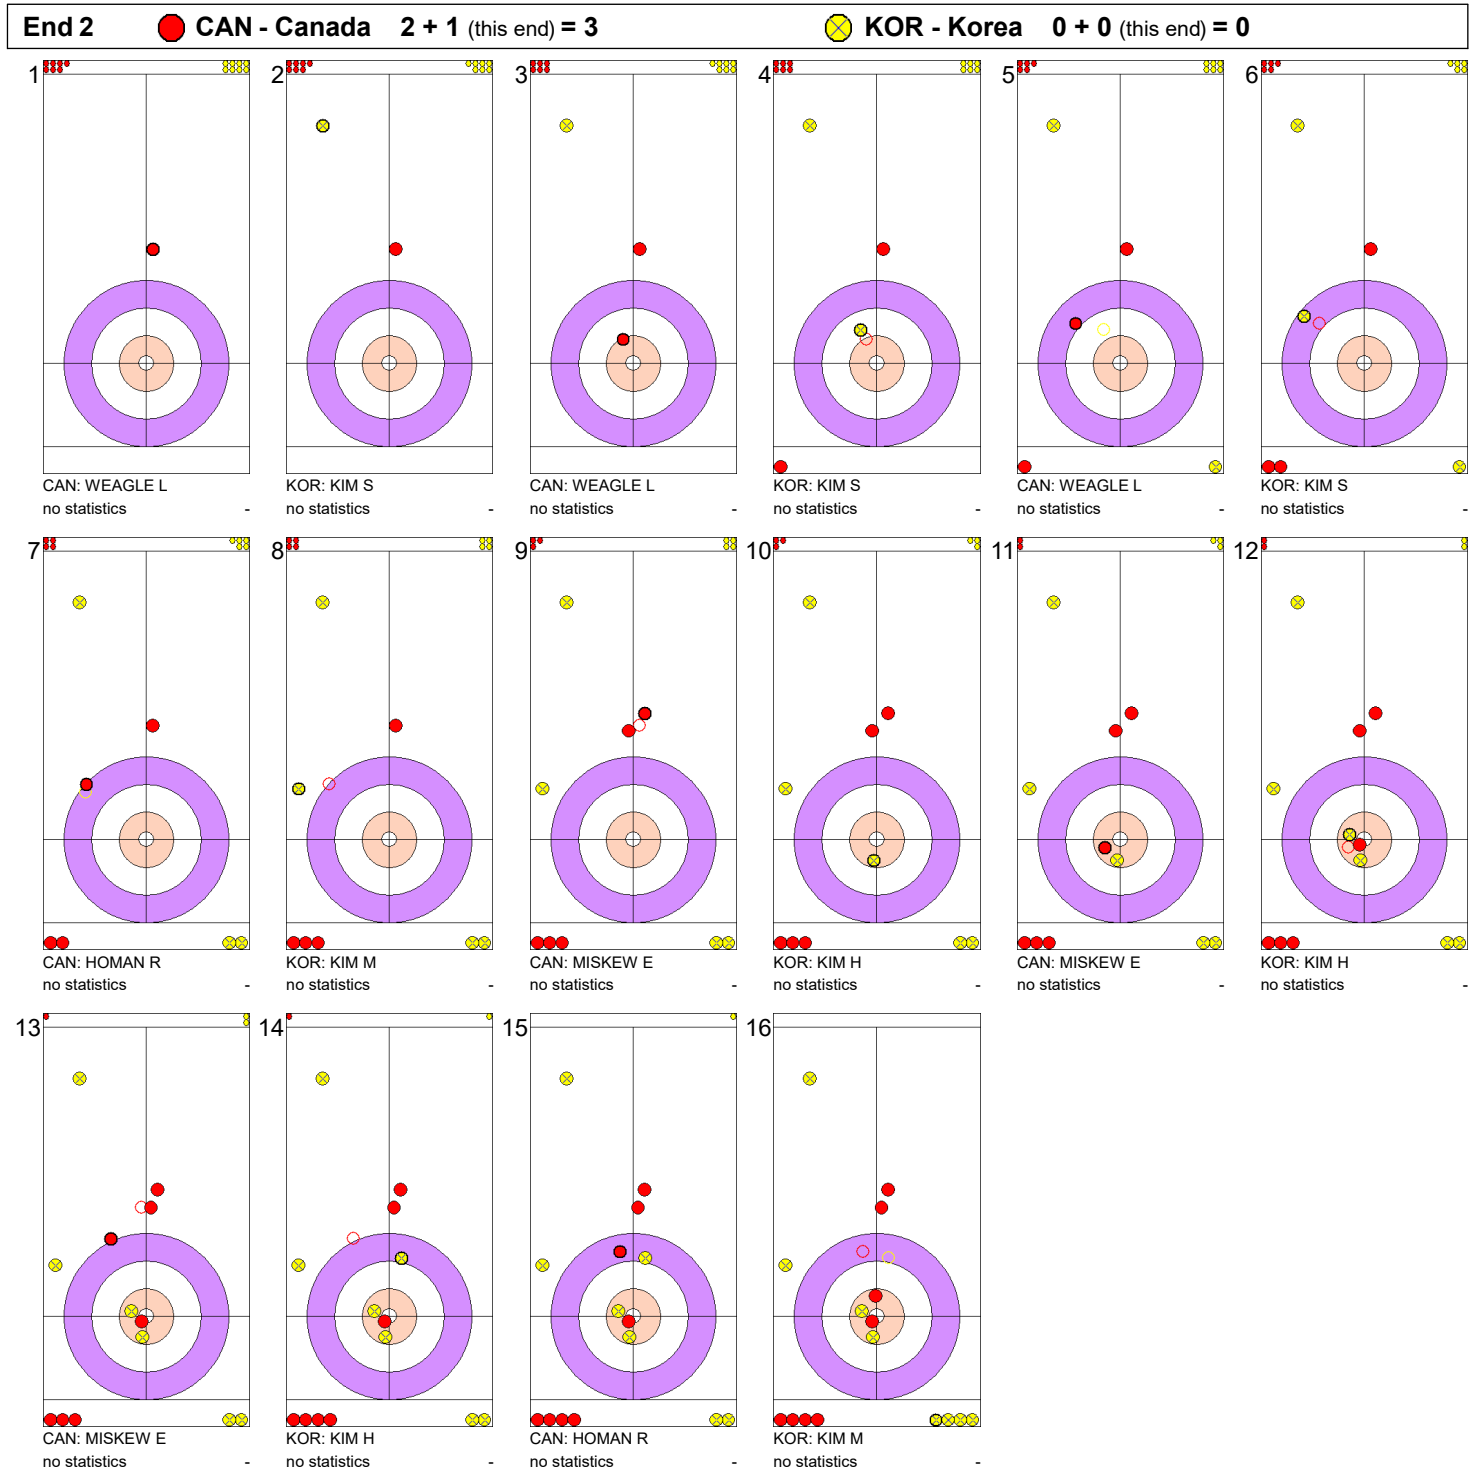 End 2 CAN - Canada 2 + 1 (this end) = 3 KOR - Korea 0 + 0 (this end) = 0
1 2 3 4 5 6
CAN: WEAGLE L KOR: KIM S CAN: WEAGLE L KOR: KIM S CAN: WEAGLE L KOR: KIM S
no statistics - no statistics - no statistics - no statistics - no statistics - no statistics -
7 8 9 10 11 12
CAN: HOMAN R KOR: KIM M CAN: MISKEW E KOR: KIM H CAN: MISKEW E KOR: KIM H
no statistics - no statistics - no statistics - no statistics - no statistics - no statistics -
13 14 15 16
CAN: MISKEW E KOR: KIM H CAN: HOMAN R KOR: KIM M
no statistics - no statistics - no statistics - no statistics -